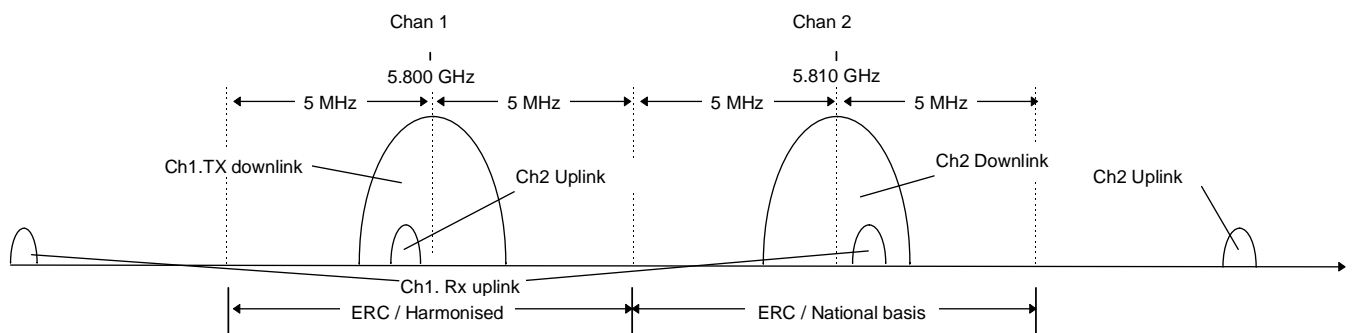 Chan 1
Chan 2
5.800 GHz
5.810 GHz
5 MHz
5 MHz
5 MHz
5 MHz
Ch1.TX downlink
Ch2 Uplink
Ch2 Downlink
Ch2 Uplink
Ch1. Rx uplink
ERC / Harmonised
ERC / National basis